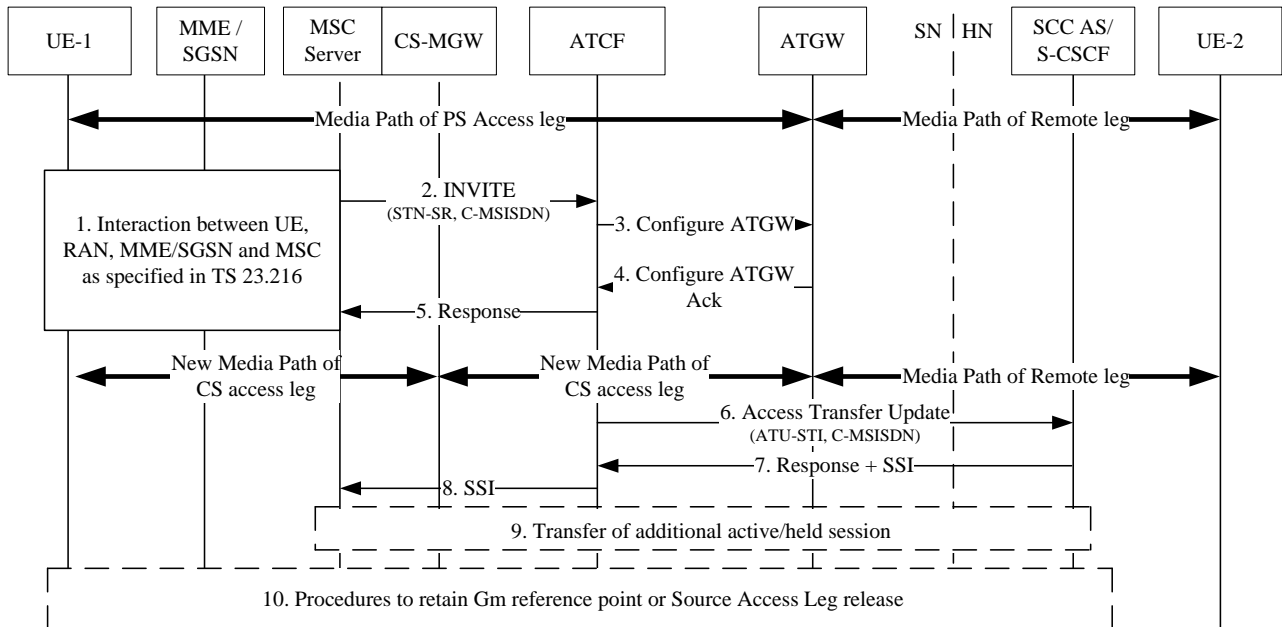 UE-1
MME /
SGSN
MSC
Server
CS-MGW
ATCF
ATGW
SN
HN
SCC AS/
S-CSCF
UE-2
Media Path of PS Access leg
Media Path of Remote leg
1. Interaction between UE,
RAN, MME/SGSN and MSC
as specified in TS 23.216
2. INVITE
(STN-SR, C-MSISDN)
3. Configure ATGW
4. Configure ATGW
Ack
5. Response
New Media Path of
CS access leg
New Media Path of
CS access leg
Media Path of Remote leg
6. Access Transfer Update
(ATU-STI, C-MSISDN)
7. Response + SSI
8. SSI
9. Transfer of additional active/held session
10. Procedures to retain Gm reference point or Source Access Leg release